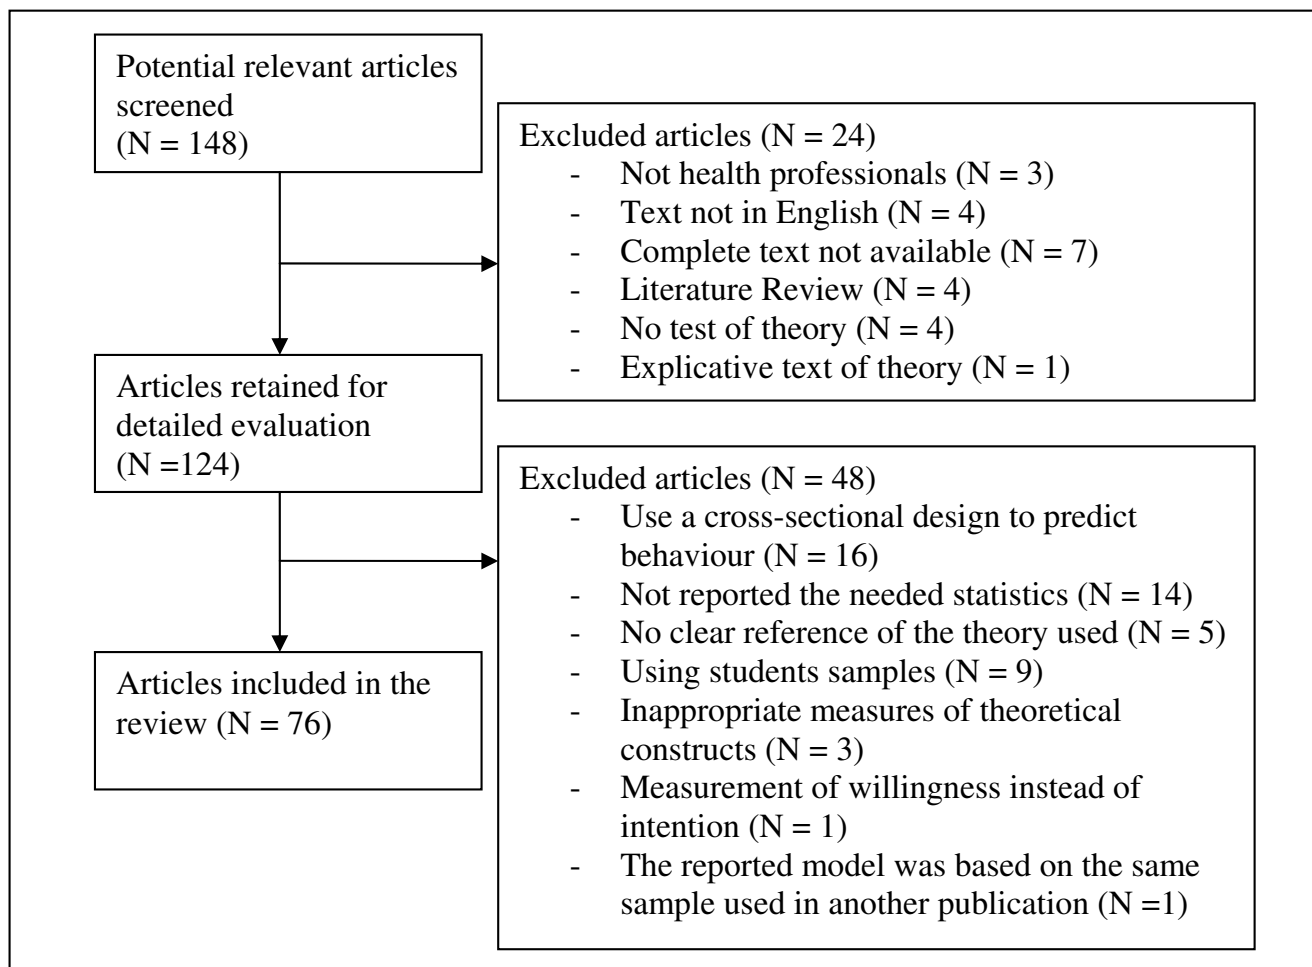 Potential relevant articles
screened
(N = 148)
Excluded articles (N = 24)
- Not health professionals (N = 3)
- Text not in English (N = 4)
- Complete text not available (N = 7)
- Literature Review (N = 4)
- No test of theory (N = 4)
- Explicative text of theory (N = 1)
Articles retained for
detailed evaluation
(N =124)
Excluded articles (N = 48)
- Use a cross-sectional design to predict
behaviour (N = 16)
- Not reported the needed statistics (N = 14)
- No clear reference of the theory used (N = 5)
- Using students samples (N = 9)
- Inappropriate measures of theoretical
constructs (N = 3)
- Measurement of willingness instead of
intention (N = 1)
- The reported model was based on the same
sample used in another publication (N =1)
Articles included in the
review (N = 76)